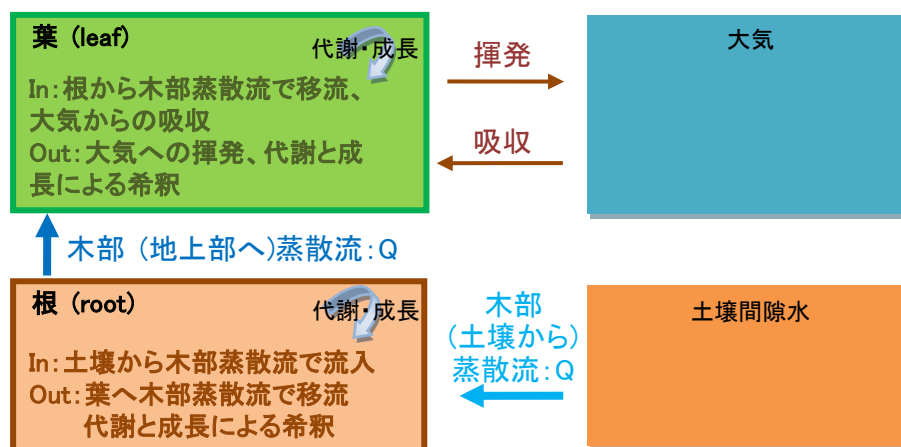 葉 (leaf)
代謝・成長
In:根から木部蒸散流で移流、
大気からの吸収
Out:大気への揮発、代謝と成
長による希釈
揮発
吸収
大気
木部 (地上部へ)蒸散流:Q
根 (root)
代謝・成長
In:土壌から木部蒸散流で流入
Out:葉へ木部蒸散流で移流
代謝と成長による希釈
木部
(土壌から)
蒸散流:Q
土壌間隙水